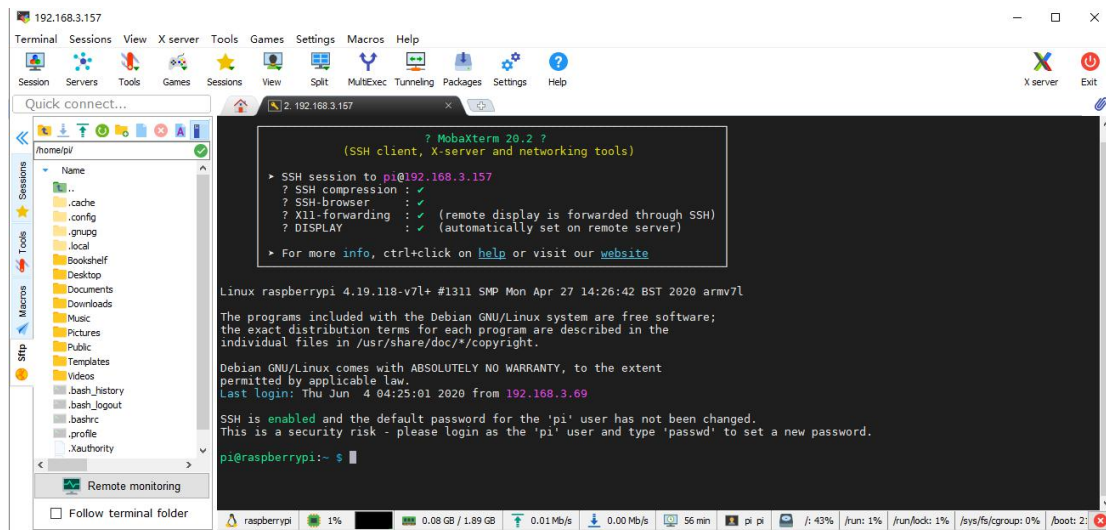 192.168.3.157
Terminal Sessions View X server Tools Games Settings Macros Help
Session Servers Tools Games Sessions View Split MultiExec Tunneling Packages Settings Help X server Exit
Quick connect...
2. 192.168.3.157
/home/pi/
Name
..
.cache
.config
.gnupg
.local
Bookshelf
Desktop
Documents
Downloads
Music
Pictures
Public
Templates
Videos
.bash_history
.bash_logout
.bashrc
.profile
.Xauthority
Sessions
Tools
Macros
Sftp
Remote monitoring
Follow terminal folder
? MobaXterm 20.2 ?
(SSH client, X-server and networking tools)
➤ SSH session to pi@192.168.3.157
? SSH compression : ✔
? SSH-browser : ✔
? X11-forwarding : ✔ (remote display is forwarded through SSH)
? DISPLAY : ✔ (automatically set on remote server)
➤ For more info, ctrl+click on help or visit our website
Linux raspberrypi 4.19.118-v7l+ #1311 SMP Mon Apr 27 14:26:42 BST 2020 armv7l
The programs included with the Debian GNU/Linux system are free software;
the exact distribution terms for each program are described in the
individual files in /usr/share/doc/*/copyright.
Debian GNU/Linux comes with ABSOLUTELY NO WARRANTY, to the extent
permitted by applicable law.
Last login: Thu Jun  4 04:25:01 2020 from 192.168.3.69
SSH is enabled and the default password for the 'pi' user has not been changed.
This is a security risk - please login as the 'pi' user and type 'passwd' to set a new password.
pi@raspberrypi:~ $
raspberrypi 1% 0.08 GB / 1.89 GB 0.01 Mb/s 0.00 Mb/s 56 min pi pi /: 43% /run: 1% /run/lock: 1% /sys/fs/cgroup: 0% /boot: 2